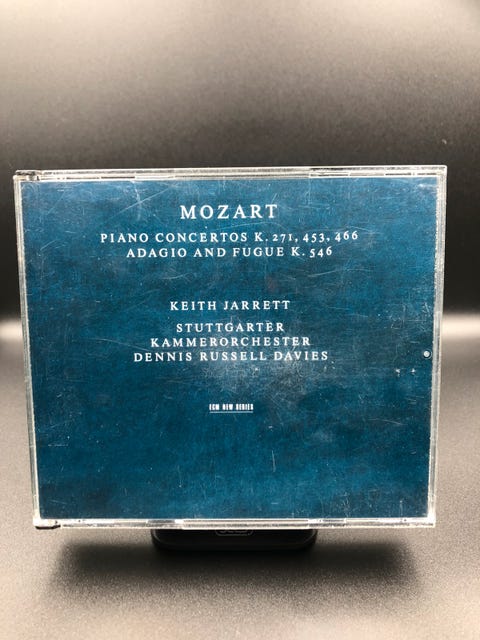 MOZART
PIANO CONCERTOS K. 271, 453, 466
ADAGIO AND FUGUE K. 546
KEITH JARRETT
STUTTGARTER
KAMMERORCHESTER
DENNIS RUSSELL DAVIES
ECM NEW SERIES